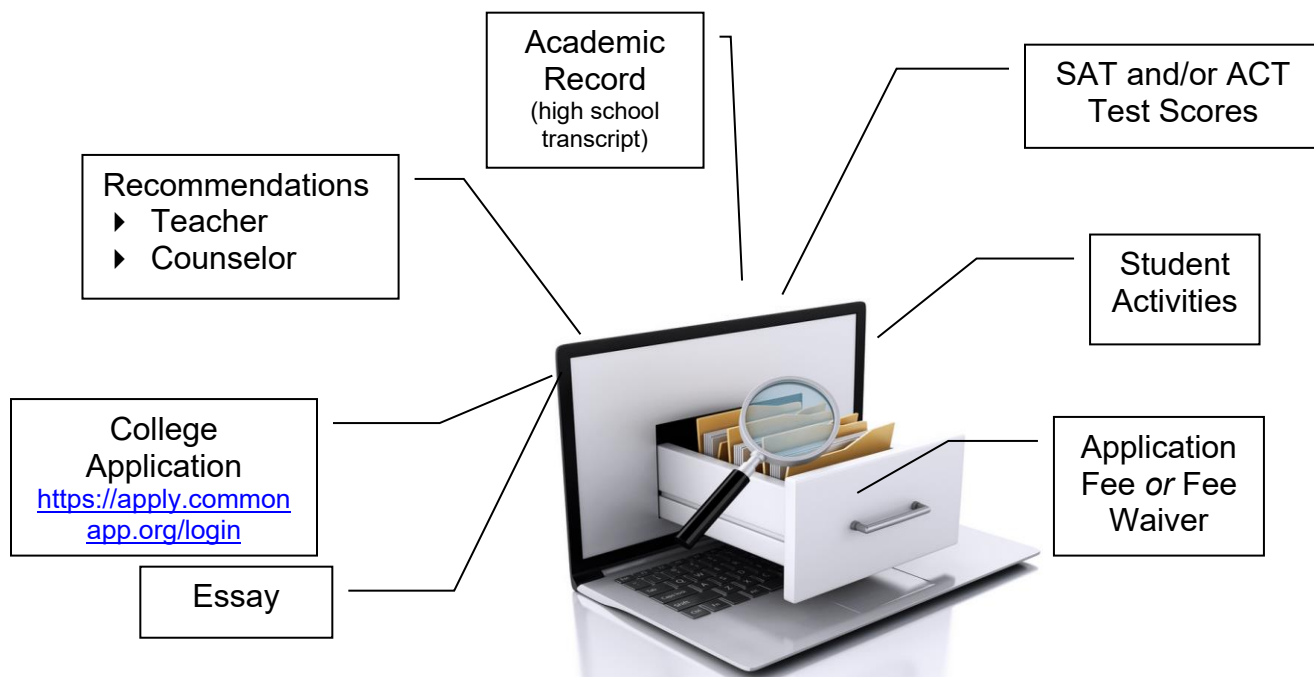 Academic
Record
(high school
transcript)
SAT and/or ACT
Test Scores
Recommendations
Teacher
Counselor
Student
Activities
College
Application
https://apply.common
app.org/login
Application
Fee or Fee
Waiver
Essay